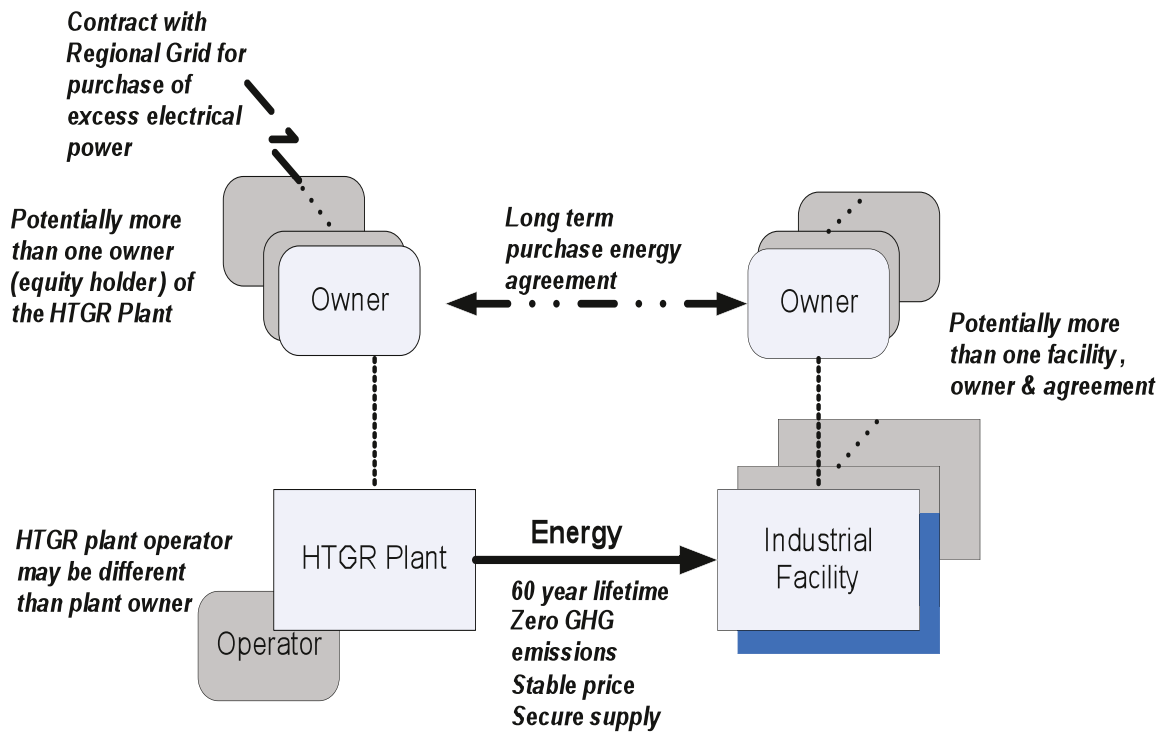 Contract with
Regional Grid for
purchase of
excess electrical
power
Potentially more
than one owner
(equity holder) of
the HTGR Plant
Owner
Long term
purchase energy
agreement
Owner
Potentially more
than one facility,
owner & agreement
HTGR plant operator
may be different
than plant owner
HTGR Plant
Operator
Energy
60 year lifetime
Zero GHG
emissions
Stable price
Secure supply
Industrial
Facility